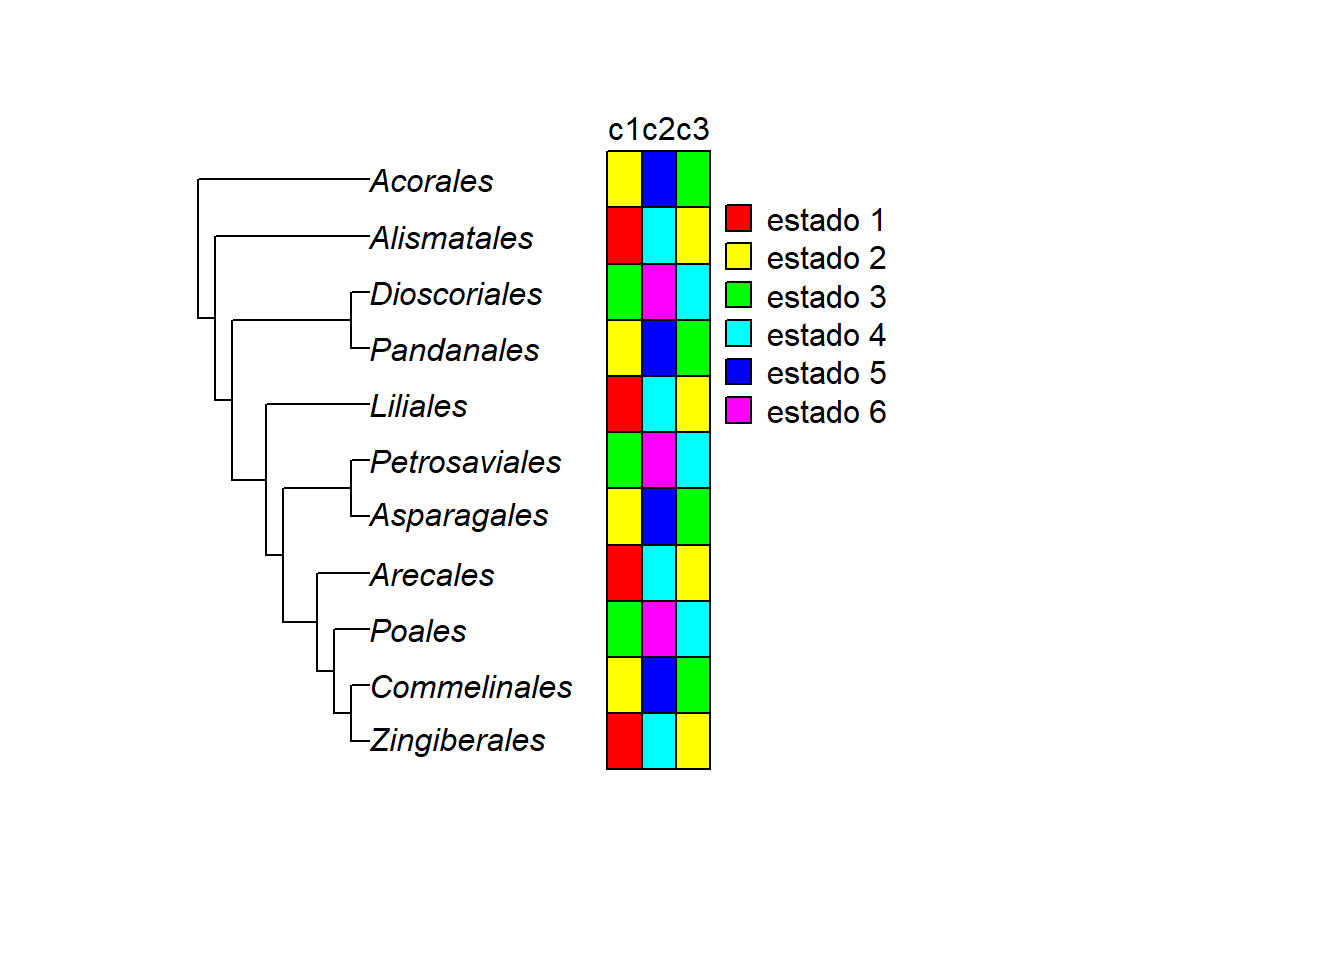 c1c2c3
Acorales
Alismatales
Dioscoriales
Pandanales
Liliales
Petrosaviales
Asparagales
Arecales
Poales
Commelinales
Zingiberales
estado 1
estado 2
estado 3
estado 4
estado 5
estado 6